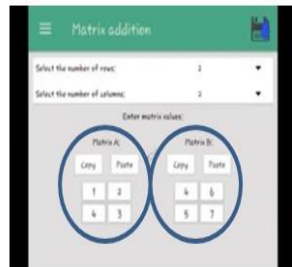 Matrix addition
Select the number of rows: 2
Select the number of columns: 2
Enter matrix values:
Matrix A: Matrix B:
Copy Paste Copy Paste
1 2 4 6
4 3 5 7